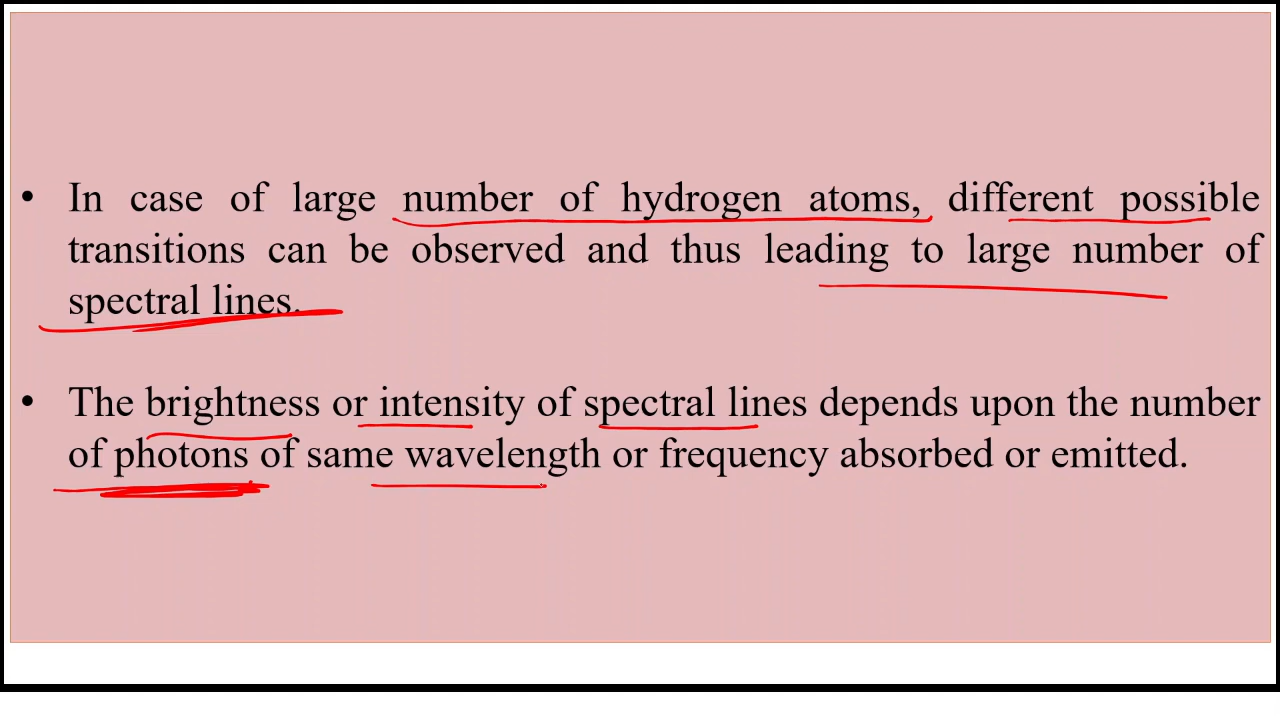 • In case of large number of hydrogen atoms, different possible
transitions can be observed and thus leading to large number of
spectral lines.
• The brightness or intensity of spectral lines depends upon the number
of photons of same wavelength or frequency absorbed or emitted.